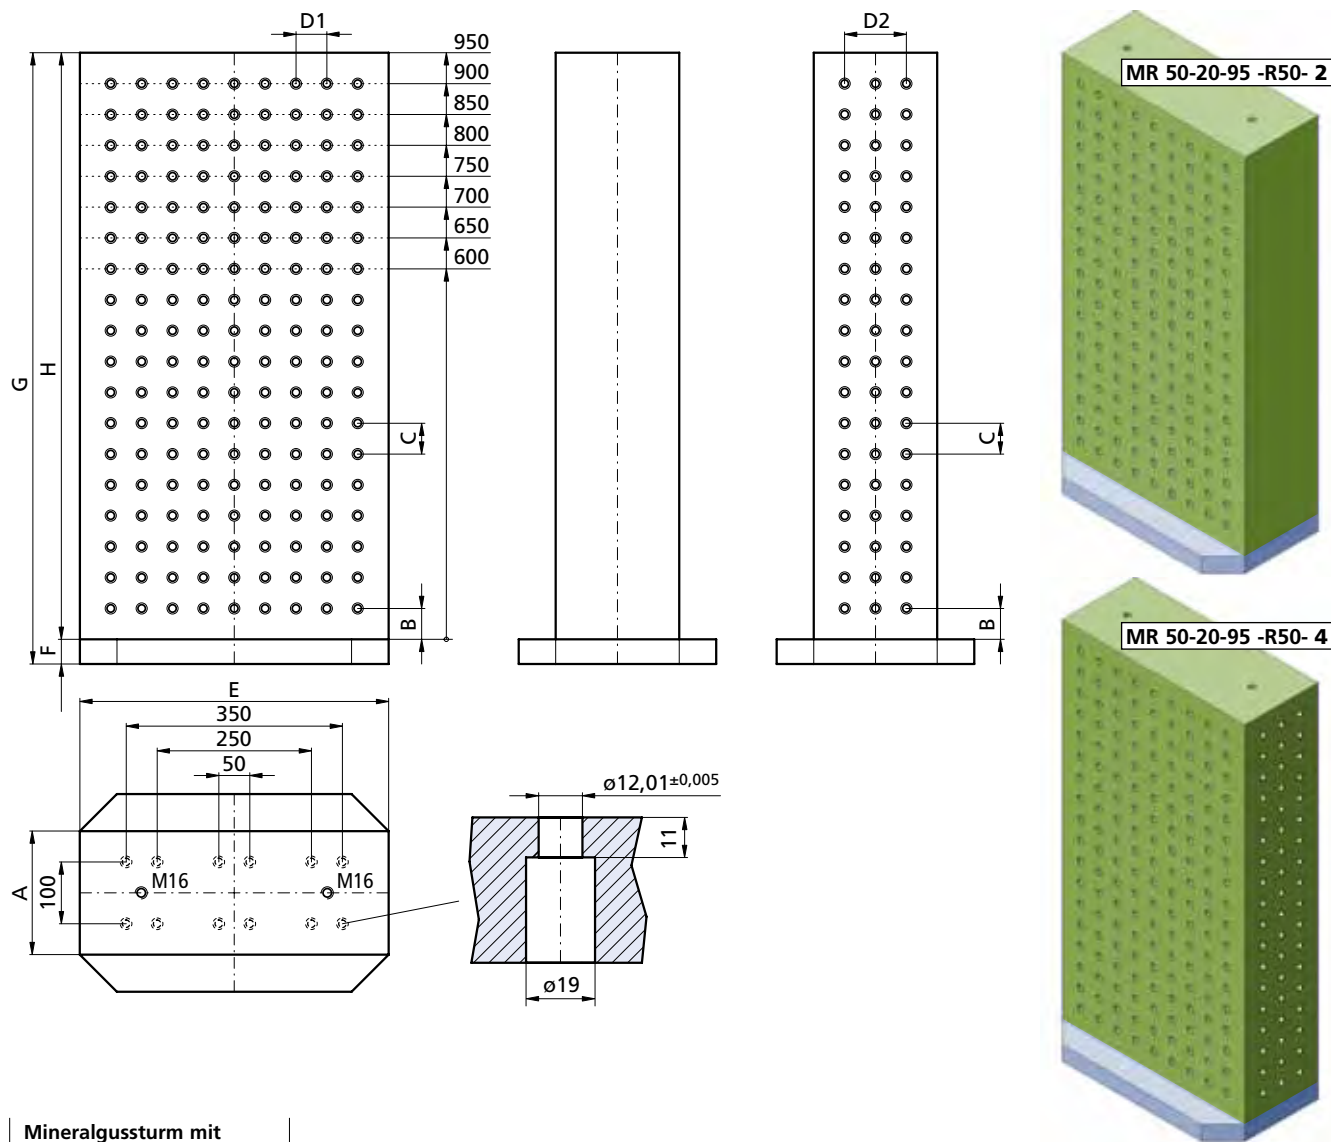 D1
D2
950
900
850
800
750
700
650
600
MR 50-20-95 -R50- 2
G
H
C
C
B
B
F
MR 50-20-95 -R50- 4
E
350
250
50
A
100
M16
M16
ø12,01±0,005
11
ø19
Mineralgussturm mit